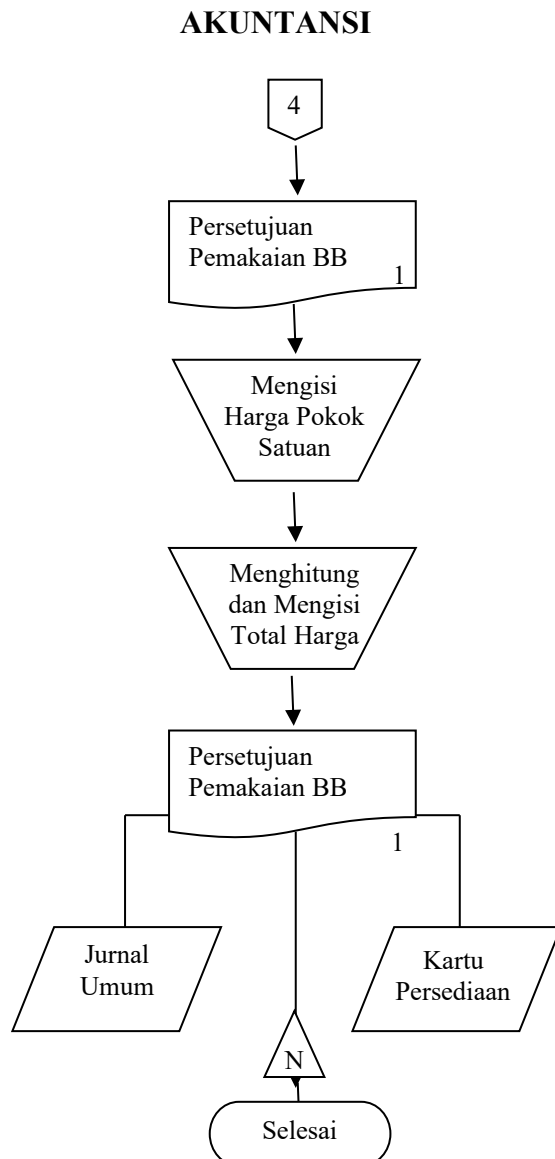 AKUNTANSI
4
Persetujuan
Pemakaian BB
1
Mengisi
Harga Pokok
Satuan
Menghitung
dan Mengisi
Total Harga
Persetujuan
Pemakaian BB
1
Jurnal
Umum
Kartu
Persediaan
N
Selesai